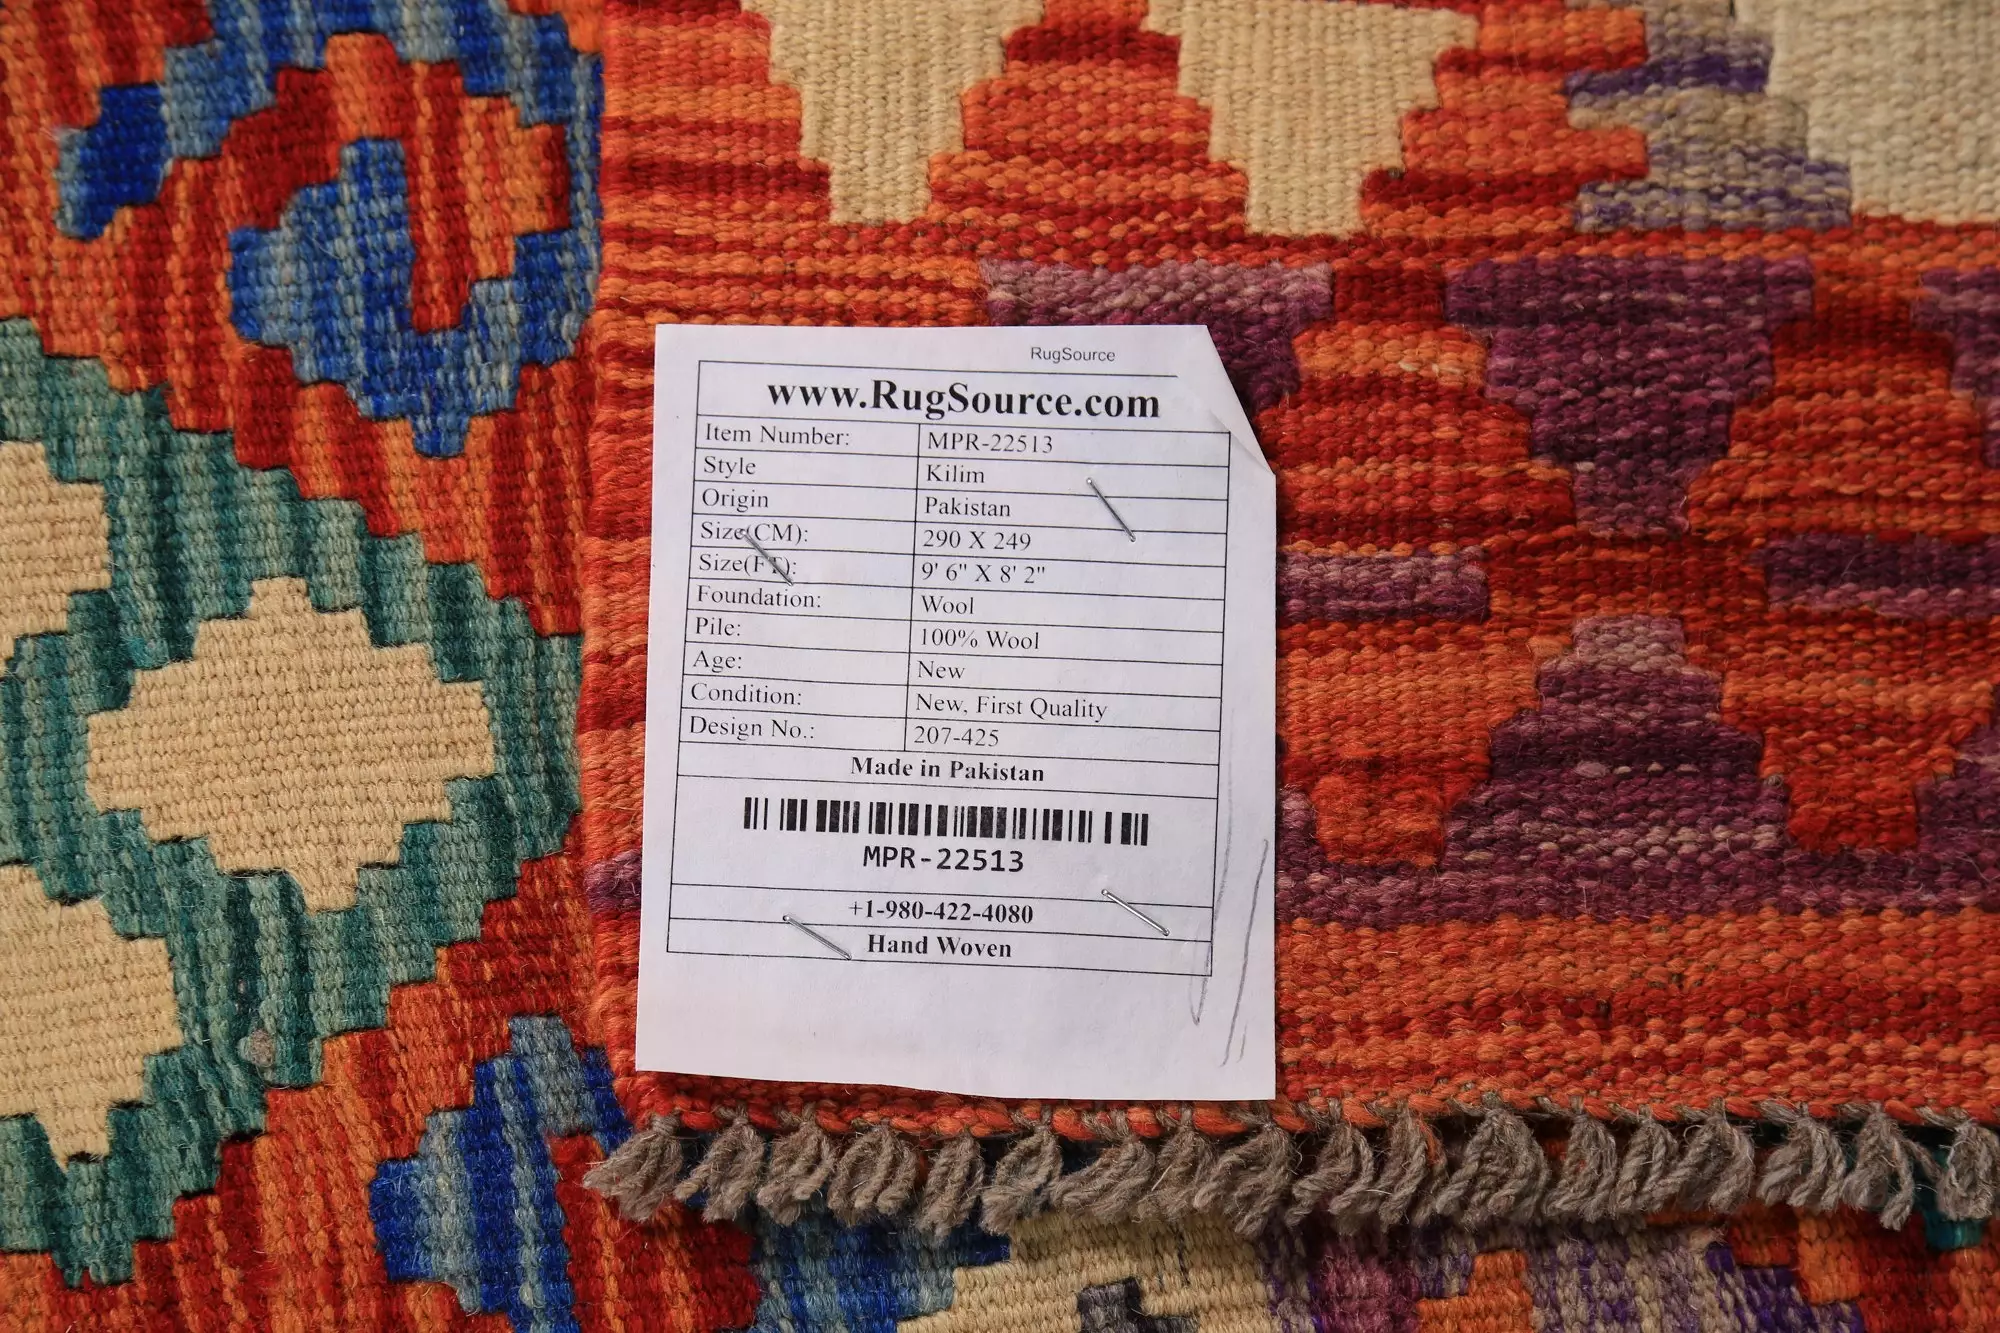 RugSource
www.RugSource.com
Item Number: MPR-22513
Style Kilim
Origin Pakistan
Size(CM): 290 X 249
Size(FT): 9' 6" X 8' 2"
Foundation: Wool
Pile: 100% Wool
Age: New
Condition: New, First Quality
Design No.: 207-425
Made in Pakistan
MPR-22513
+1-980-422-4080
Hand Woven